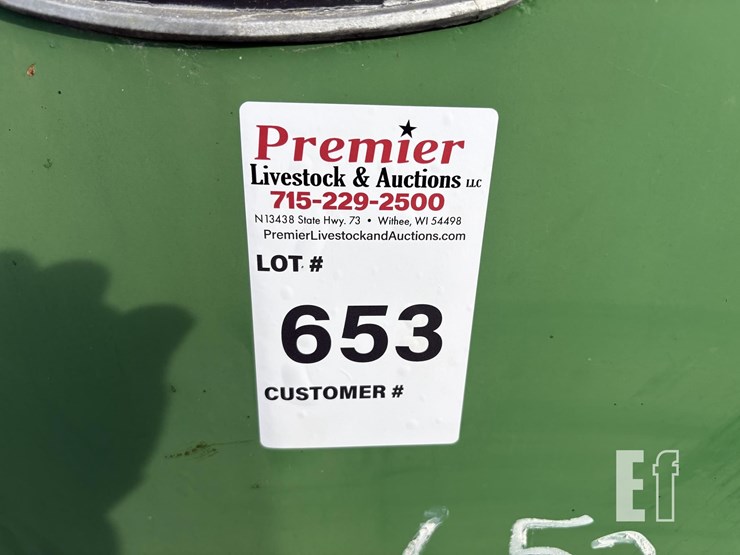 Premier
Livestock & Auctions LLC
715-229-2500
N13438 State Hwy. 73 • Withee, WI 54498
PremierLivestockandAuctions.com
LOT #
653
CUSTOMER #
Ef